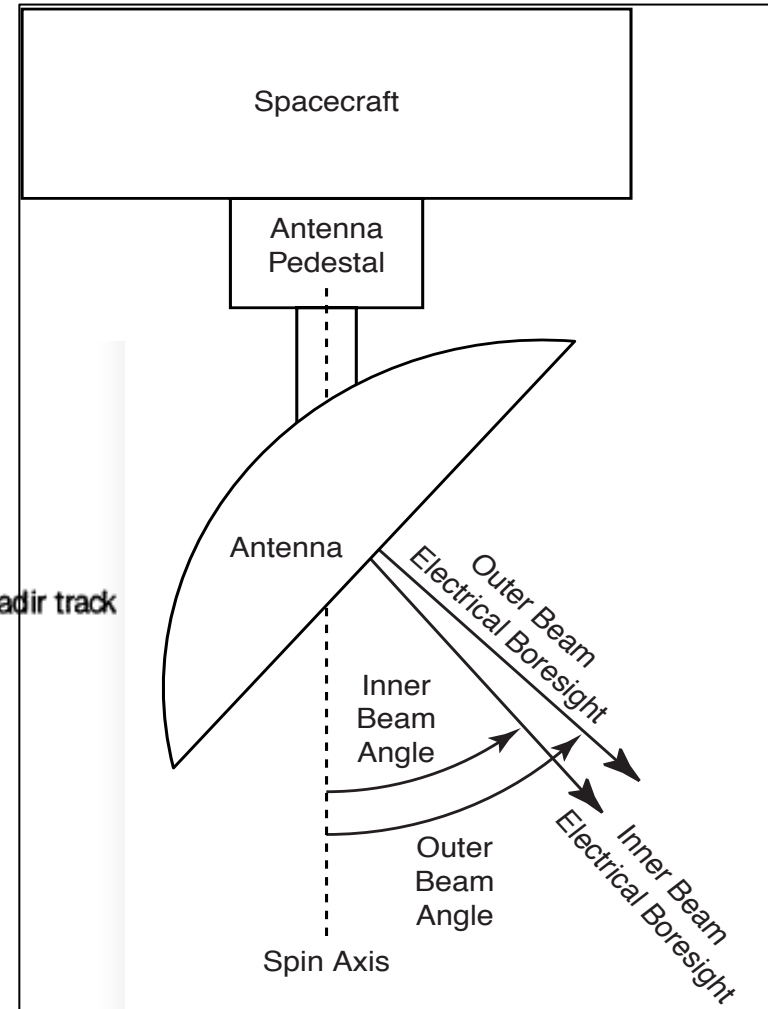 Spacecraft
Antenna
Pedestal
Antenna
adir track
Outer Beam
Electrical Boresight
Inner
Beam
Angle
Outer
Beam
Angle
Inner Beam
Electrical Boresight
Spin Axis